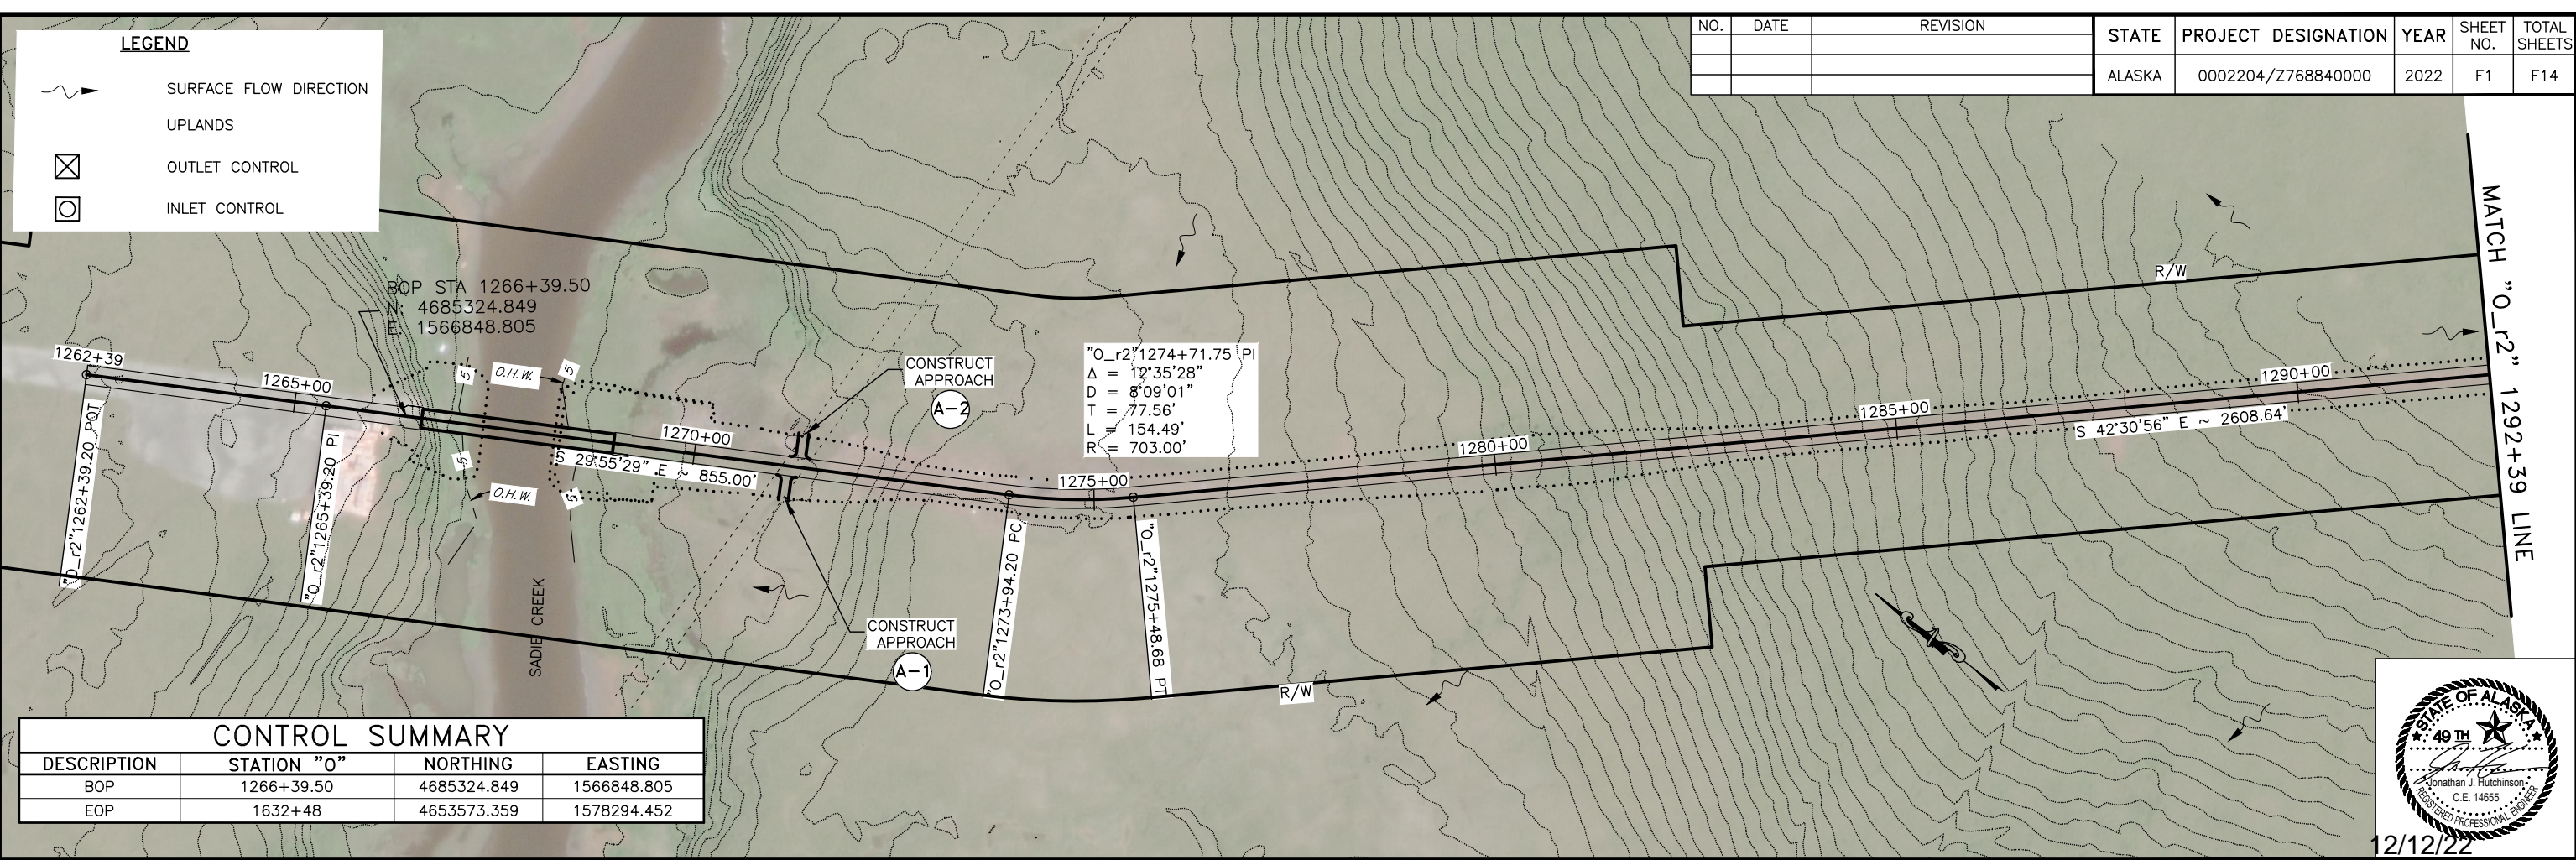 LEGEND
SURFACE FLOW DIRECTION
UPLANDS
OUTLET CONTROL
INLET CONTROL
NO. DATE REVISION
STATE PROJECT DESIGNATION YEAR SHEET NO. TOTAL SHEETS
ALASKA 0002204/Z768840000 2022 F1 F14
BOP STA 1266+39.50
N: 4685324.849
E: 1566848.805
1262+39
1265+00
1270+00
1275+00
1280+00
1285+00
1290+00
5
O.H.W.
5
5
O.H.W.
5
S 29°55'29" E ~ 855.00'
S 42°30'56" E ~ 2608.64'
CONSTRUCT
APPROACH
A-2
"O_r2"1274+71.75 PI
Δ = 12°35'28"
D = 8°09'01"
T = 77.56'
L = 154.49'
R = 703.00'
R/W
MATCH "O_r2" 1292+39 LINE
"O_r2"1262+39.20 POT
"O_r2"1265+39.20 PI
"O_r2"1273+94.20 PC
"O_r2"1275+48.68 PT
SADIE CREEK
CONSTRUCT
APPROACH
A-1
R/W
CONTROL SUMMARY
DESCRIPTION STATION "O" NORTHING EASTING
BOP 1266+39.50 4685324.849 1566848.805
EOP 1632+48 4653573.359 1578294.452
STATE OF ALASKA
49 TH
Jonathan J. Hutchinson
C.E. 14655
REGISTERED PROFESSIONAL ENGINEER
12/12/22